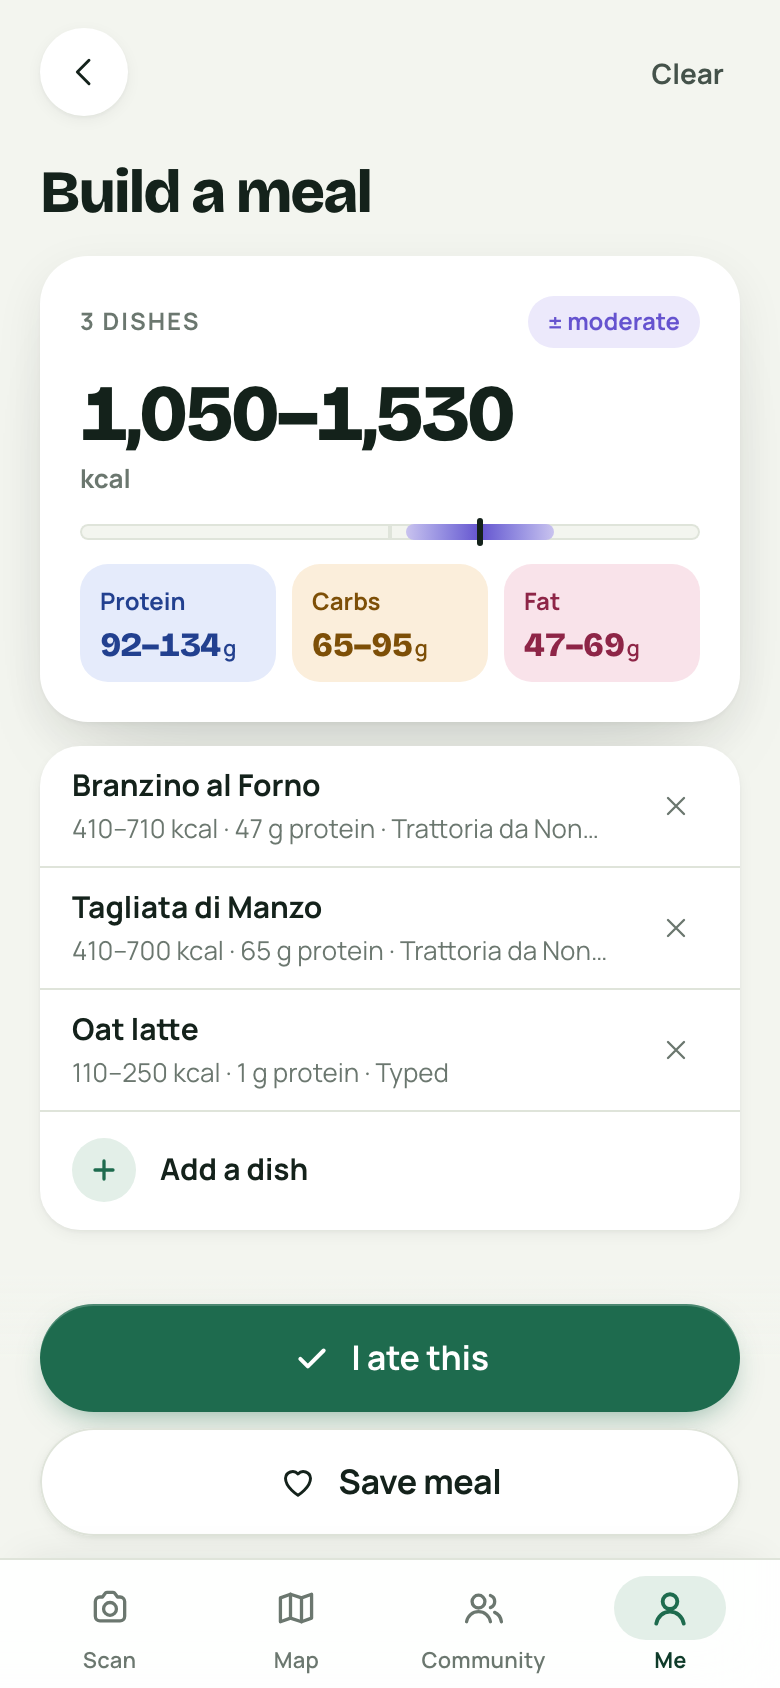 Clear
Build a meal
3 DISHES
± moderate
1,050–1,530
kcal
Protein
92–134 g
Carbs
65–95 g
Fat
47–69 g
Branzino al Forno
410–710 kcal · 47 g protein · Trattoria da Non...
Tagliata di Manzo
410–700 kcal · 65 g protein · Trattoria da Non...
Oat latte
110–250 kcal · 1 g protein · Typed
Add a dish
I ate this
Save meal
Scan
Map
Community
Me